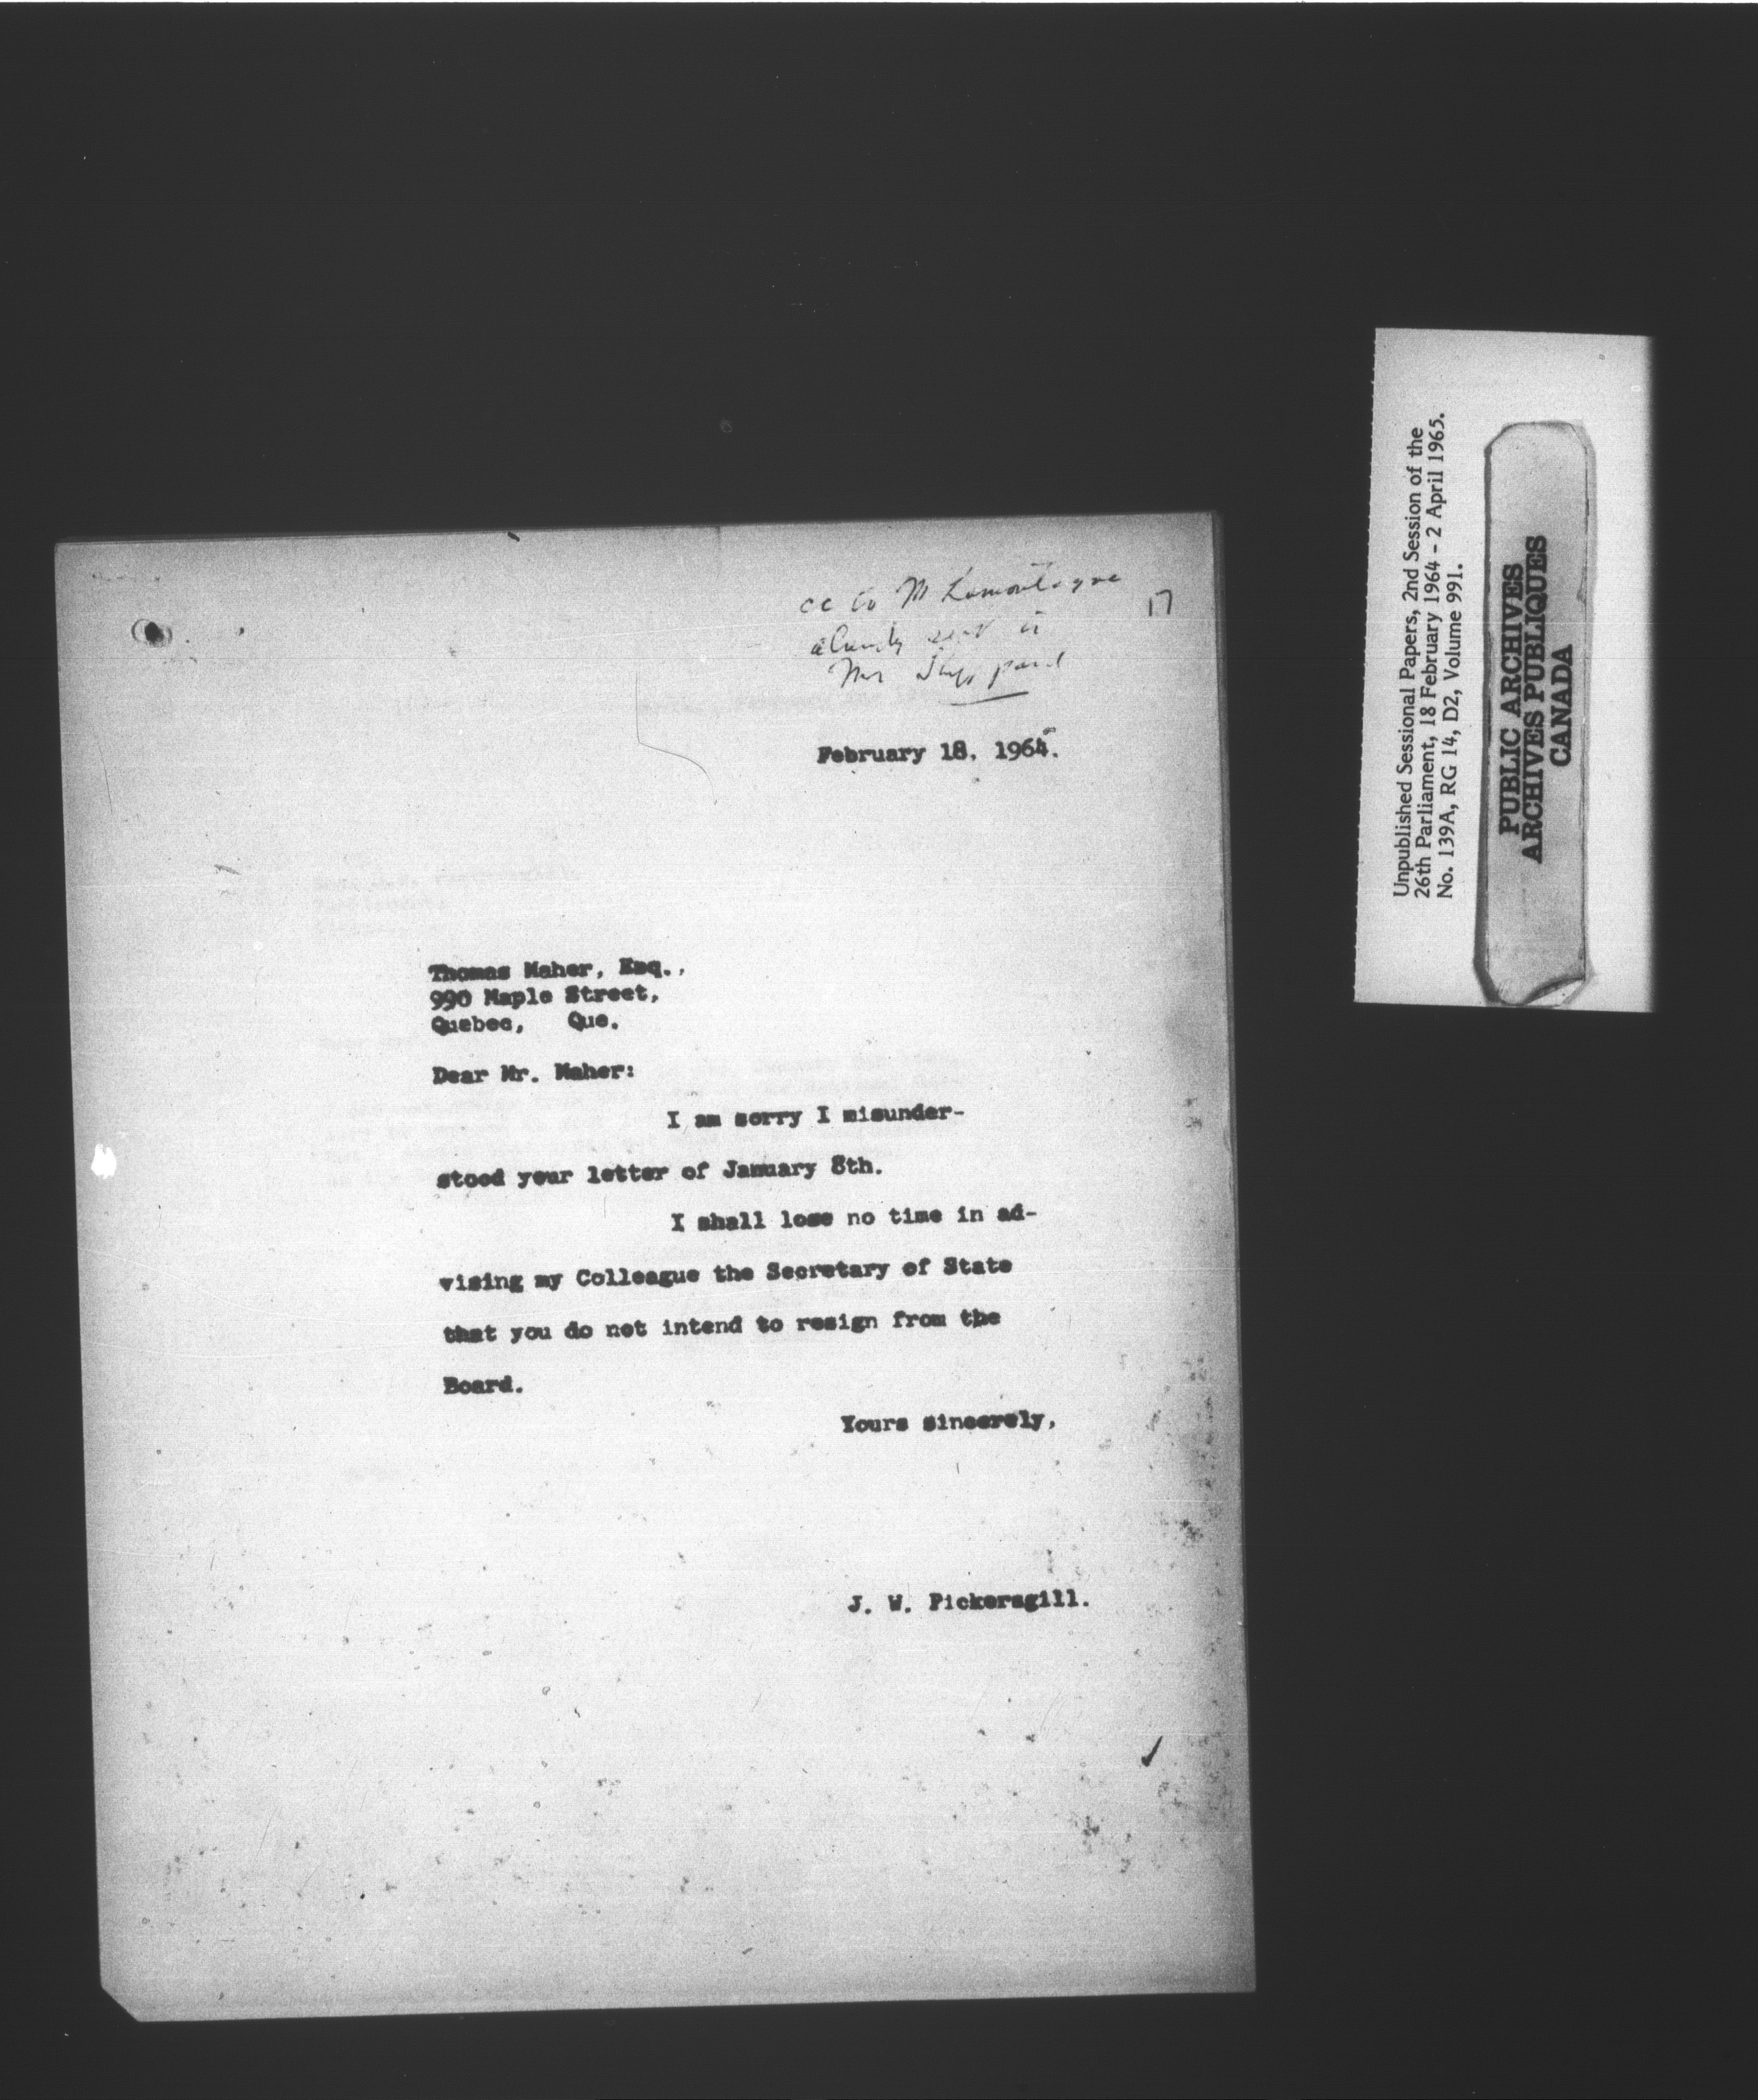 cc to M Lamontagne
already sent in
Mr Sheppard
17
February 18, 1964.
Thomas Maher, Esq.,
990 Maple Street,
Quebec, Que.
Dear Mr. Maher:
I am sorry I misunder-
stood your letter of January 8th.
I shall lose no time in ad-
vising my Colleague the Secretary of State
that you do not intend to resign from the
Board.
Yours sincerely,
J. W. Pickersgill.
Unpublished Sessional Papers, 2nd Session of the
26th Parliament, 18 February 1964 - 2 April 1965.
No. 139A, RG 14, D2, Volume 991.
PUBLIC ARCHIVES
ARCHIVES PUBLIQUES
CANADA